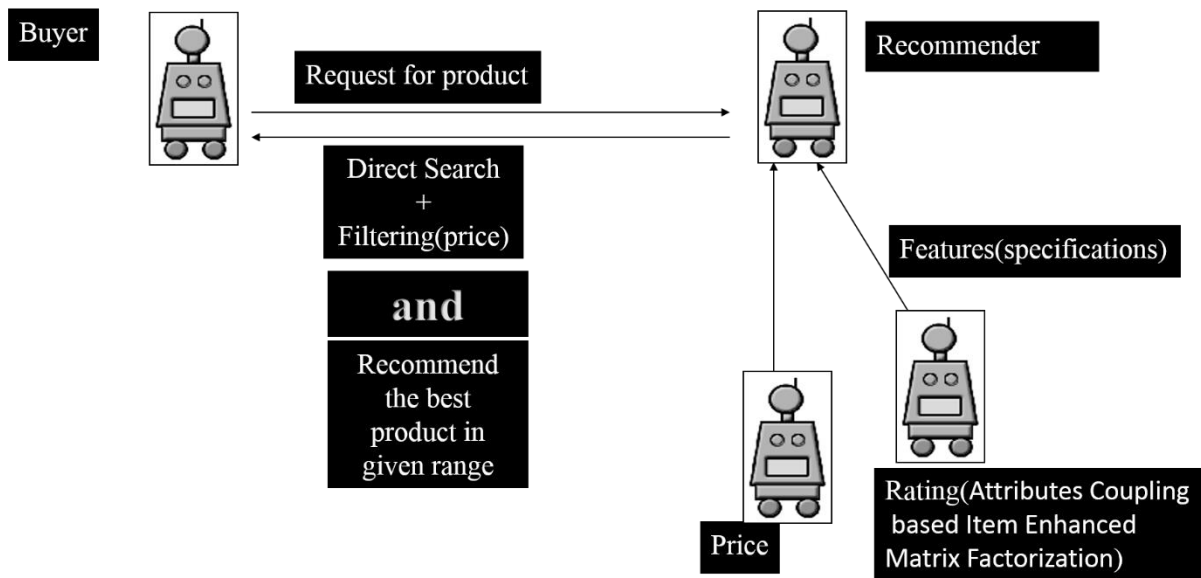 Buyer
Request for product
Recommender
Direct Search
+
Filtering(price)
and
Recommend
the best
product in
given range
Features(specifications)
Price
Rating(Attributes Coupling
based Item Enhanced
Matrix Factorization)